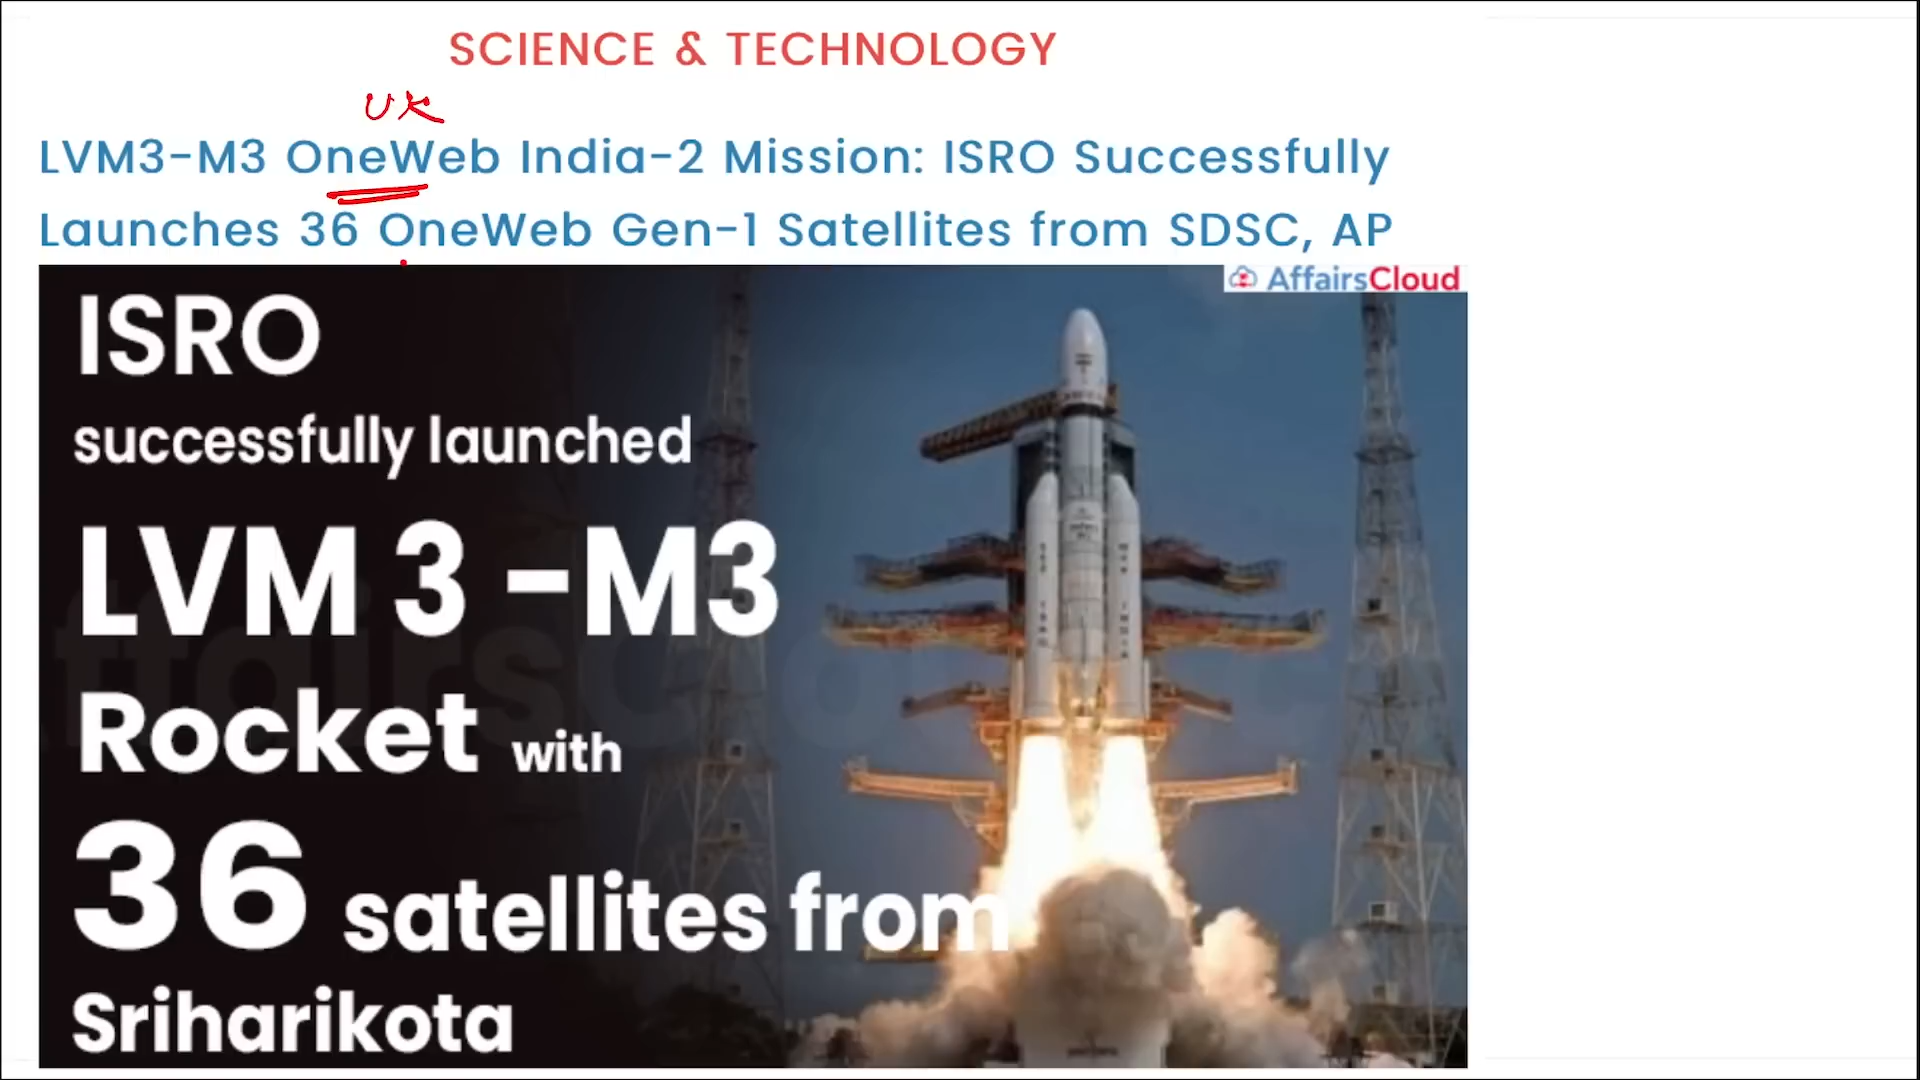 SCIENCE & TECHNOLOGY
UK
LVM3-M3 OneWeb India-2 Mission: ISRO Successfully
Launches 36 OneWeb Gen-1 Satellites from SDSC, AP
AffairsCloud
ISRO
successfully launched
LVM 3 -M3
Rocket with
36 satellites from
Sriharikota